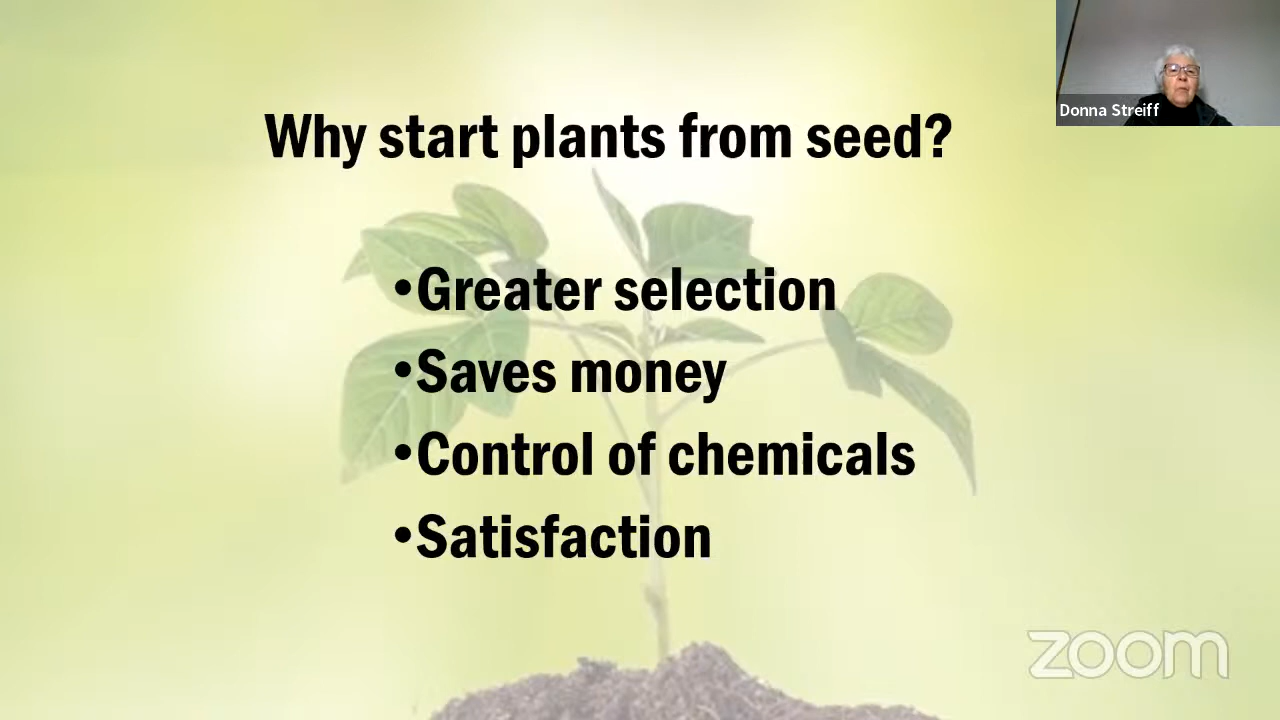 Why start plants from seed?
Donna Streiff
•Greater selection
•Saves money
•Control of chemicals
•Satisfaction
zoom